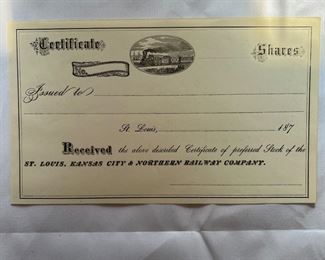 Certificate Shares
No.
Issued to
St. Louis, 187
Received the above described Certificate of preferred Stock of the
ST. LOUIS, KANSAS CITY & NORTHERN RAILWAY COMPANY.